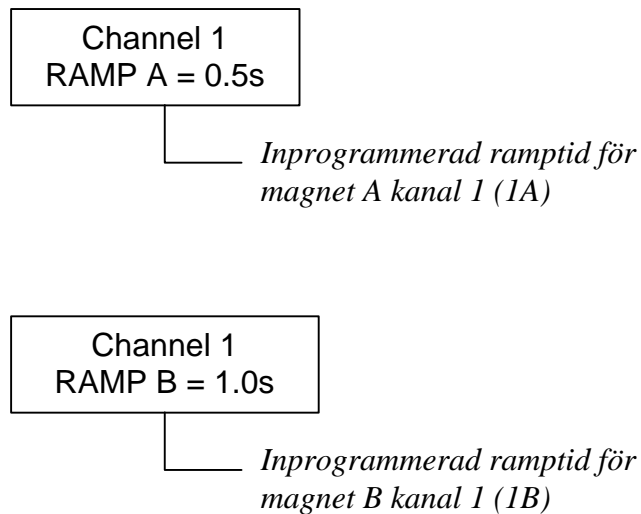 Channel 1
RAMP A = 0.5s
Inprogrammerad ramptid för
magnet A kanal 1 (1A)
Channel 1
RAMP B = 1.0s
Inprogrammerad ramptid för
magnet B kanal 1 (1B)